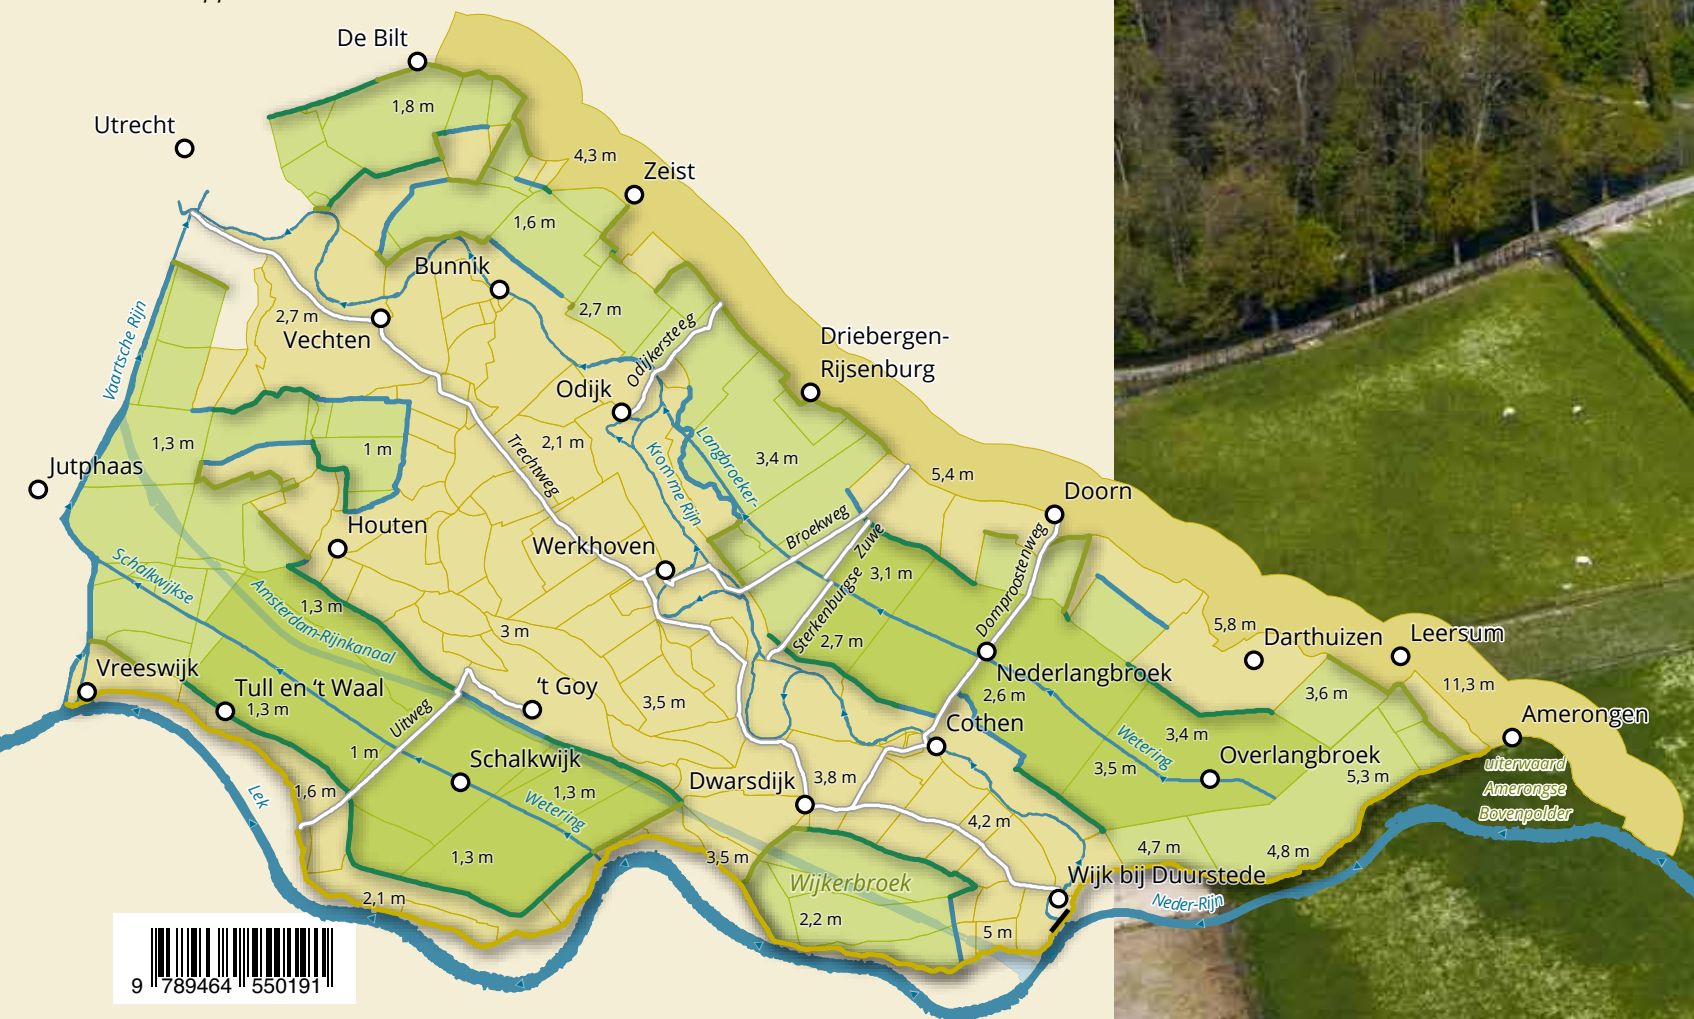 De Bilt
1,8 m
Utrecht
4,3 m
Zeist
1,6 m
Bunnik
2,7 m
2,7 m
Vechten
Vaartsche Rijn
Odijkersteeg
Driebergen-
Rijsenburg
Odijk
2,1 m
1,3 m
1 m
Trechtweg
Kromme Rijn
Langbroeker-
3,4 m
5,4 m
Jutphaas
Doorn
Houten
Werkhoven
Broekweg
Zuwe
Sterkenburgse
3,1 m
Domproostenweg
Schalkwijkse
Amsterdam-Rijnkanaal
1,3 m
3 m
2,7 m
5,8 m
Darthuizen
Leersum
Vreeswijk
Tull en ‘t Waal
1,3 m
‘t Goy
3,5 m
Nederlangbroek
2,6 m
3,6 m
11,3 m
Amerongen
Uitweg
Cothen
Wetering
3,4 m
Overlangbroek
1 m
Schalkwijk
3,5 m
5,3 m
uiterwaard
Amerongse
Bovenpolder
Lek
1,6 m
1,3 m
Wetering
Dwarsdijk
3,8 m
4,2 m
1,3 m
3,5 m
4,7 m
4,8 m
Wijkerbroek
Wijk bij Duurstede
2,1 m
2,2 m
5 m
Neder-Rijn
9 789464 550191